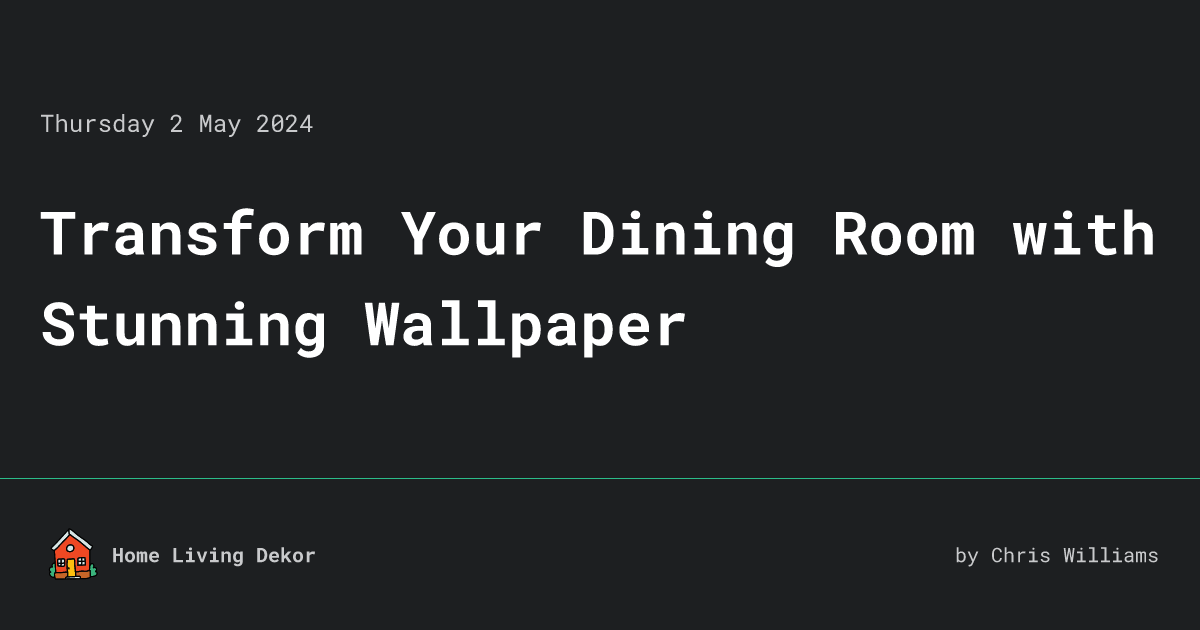 Thursday 2 May 2024
Transform Your Dining Room with
Stunning Wallpaper
Home Living Dekor
by Chris Williams